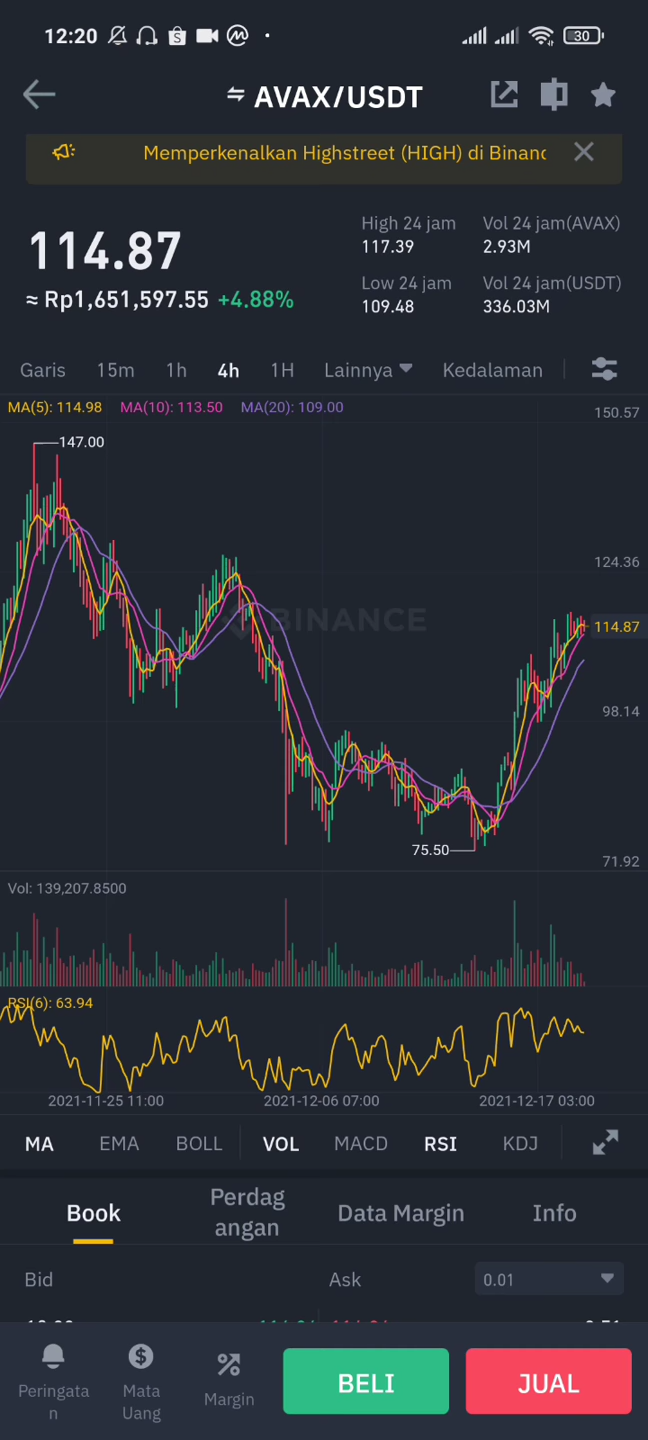 12:20
30
AVAX/USDT
Memperkenalkan Highstreet (HIGH) di Binanc
114.87
≈ Rp1,651,597.55 +4.88%
High 24 jam
117.39
Vol 24 jam(AVAX)
2.93M
Low 24 jam
109.48
Vol 24 jam(USDT)
336.03M
Garis 15m 1h 4h 1H Lainnya Kedalaman
MA(5): 114.98 MA(10): 113.50 MA(20): 109.00
150.57
147.00
124.36
BINANCE
114.87
98.14
75.50
71.92
Vol: 139,207.8500
RSI(6): 63.94
2021-11-25 11:00 2021-12-06 07:00 2021-12-17 03:00
MA EMA BOLL VOL MACD RSI KDJ
Book
Perdag
angan
Data Margin
Info
Bid Ask 0.01
Peringata
n
Mata
Uang
Margin
BELI
JUAL